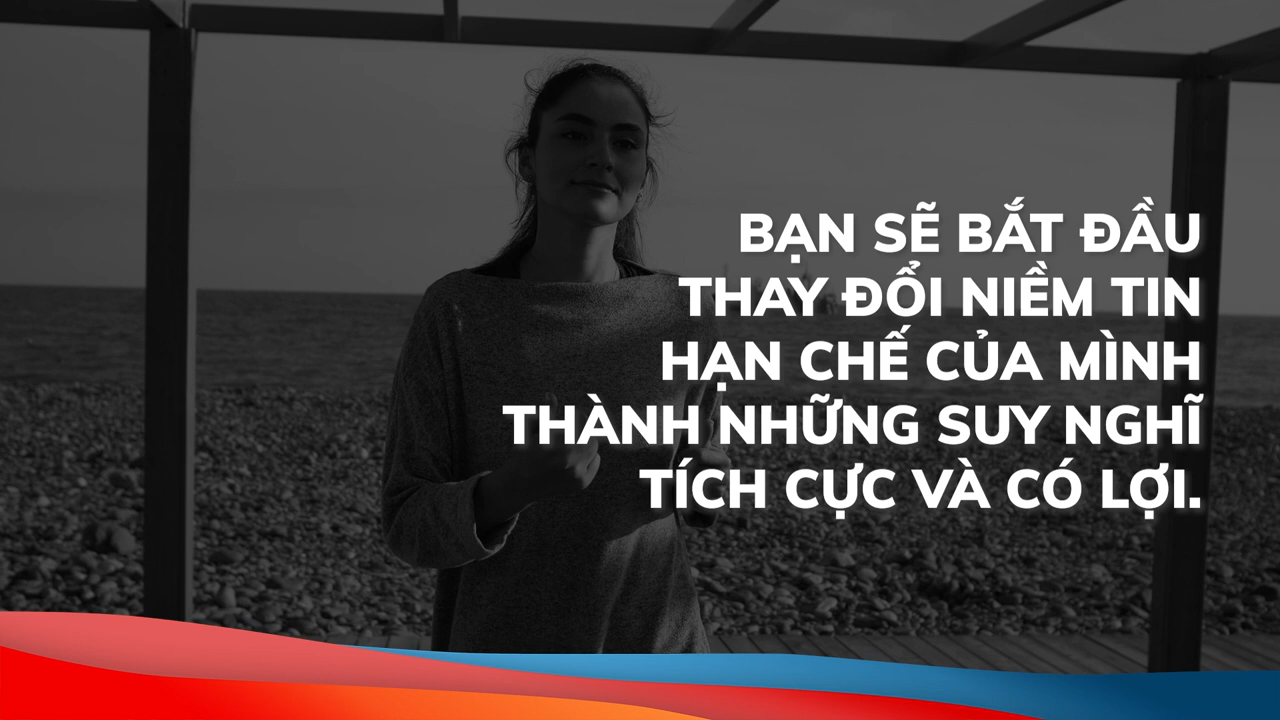 BẠN SẼ BẮT ĐẦU
THAY ĐỔI NIỀM TIN
HẠN CHẾ CỦA MÌNH
THÀNH NHỮNG SUY NGHĨ
TÍCH CỰC VÀ CÓ LỢI.